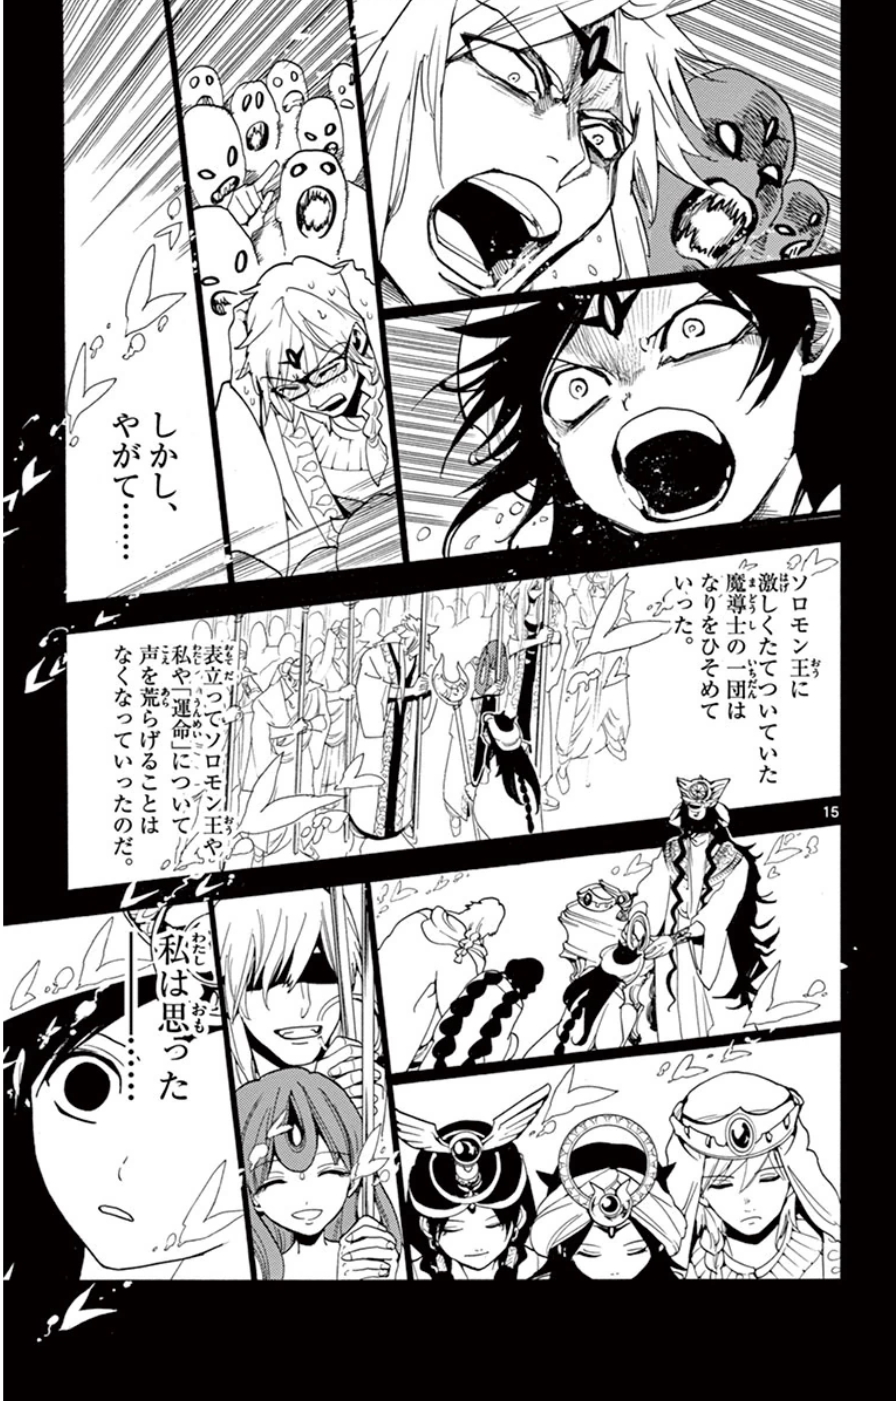 しかし、
やがて……
ソロモン王に
激しくたてついていた
魔導士の一団は
なりをひそめて
いった。
表立ってソロモン王や
私や「運命」について
声を荒らげることは
なくなっていったのだ。
15
私は思った
――……